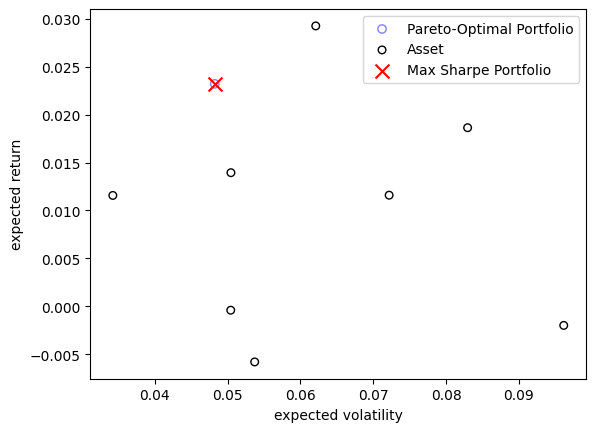 0.030
0.025
0.020
0.015
0.010
0.005
0.000
−0.005
expected return
Pareto-Optimal Portfolio
Asset
Max Sharpe Portfolio
0.04 0.05 0.06 0.07 0.08 0.09
expected volatility